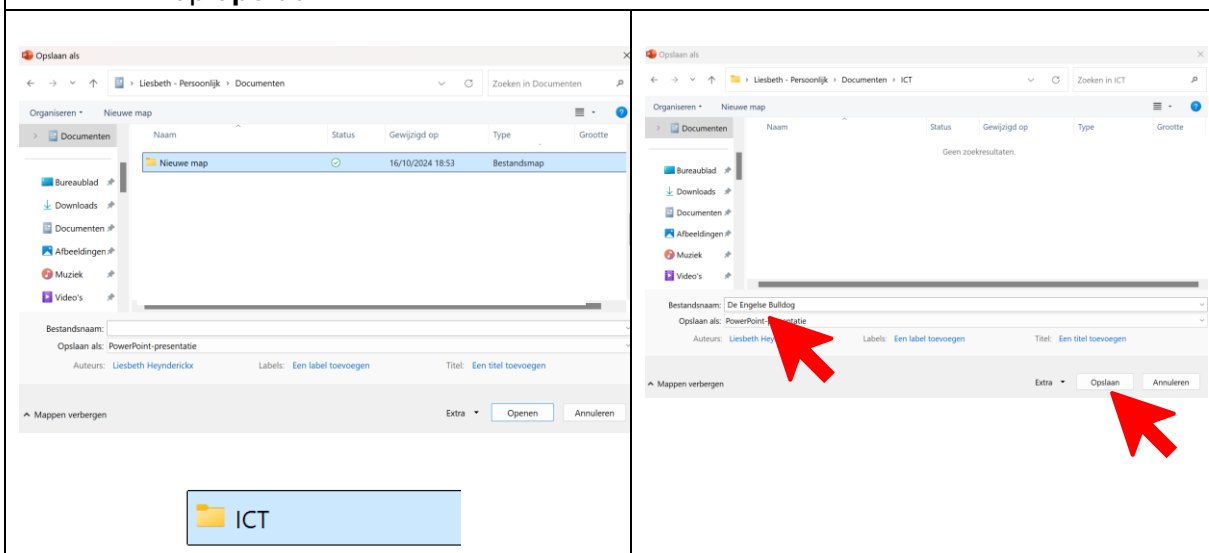 Opslaan als
Liesbeth - Persoonlijk › Documenten
Zoeken in Documenten
Organiseren
Nieuwe map
Documenten
Naam
Status
Gewijzigd op
Type
Grootte
Nieuwe map
16/10/2024 18:53
Bestandsmap
Bureaublad
Downloads
Documenten
Afbeeldingen
Muziek
Video's
Bestandsnaam:
Opslaan als: PowerPoint-presentatie
Auteurs: Liesbeth Heynderickx
Labels: Een label toevoegen
Titel: Een titel toevoegen
Mappen verbergen
Extra
Openen
Annuleren
ICT
Opslaan als
Liesbeth - Persoonlijk › Documenten › ICT
Zoeken in ICT
Organiseren
Nieuwe map
Documenten
Naam
Status
Gewijzigd op
Type
Grootte
Geen zoekresultaten.
Bureaublad
Downloads
Documenten
Afbeeldingen
Muziek
Video's
Bestandsnaam: De Engelse Bulldog
Opslaan als: PowerPoint-presentatie
Auteurs: Liesbeth
Labels: Een label toevoegen
Titel: Een titel toevoegen
Mappen verbergen
Extra
Opslaan
Annuleren